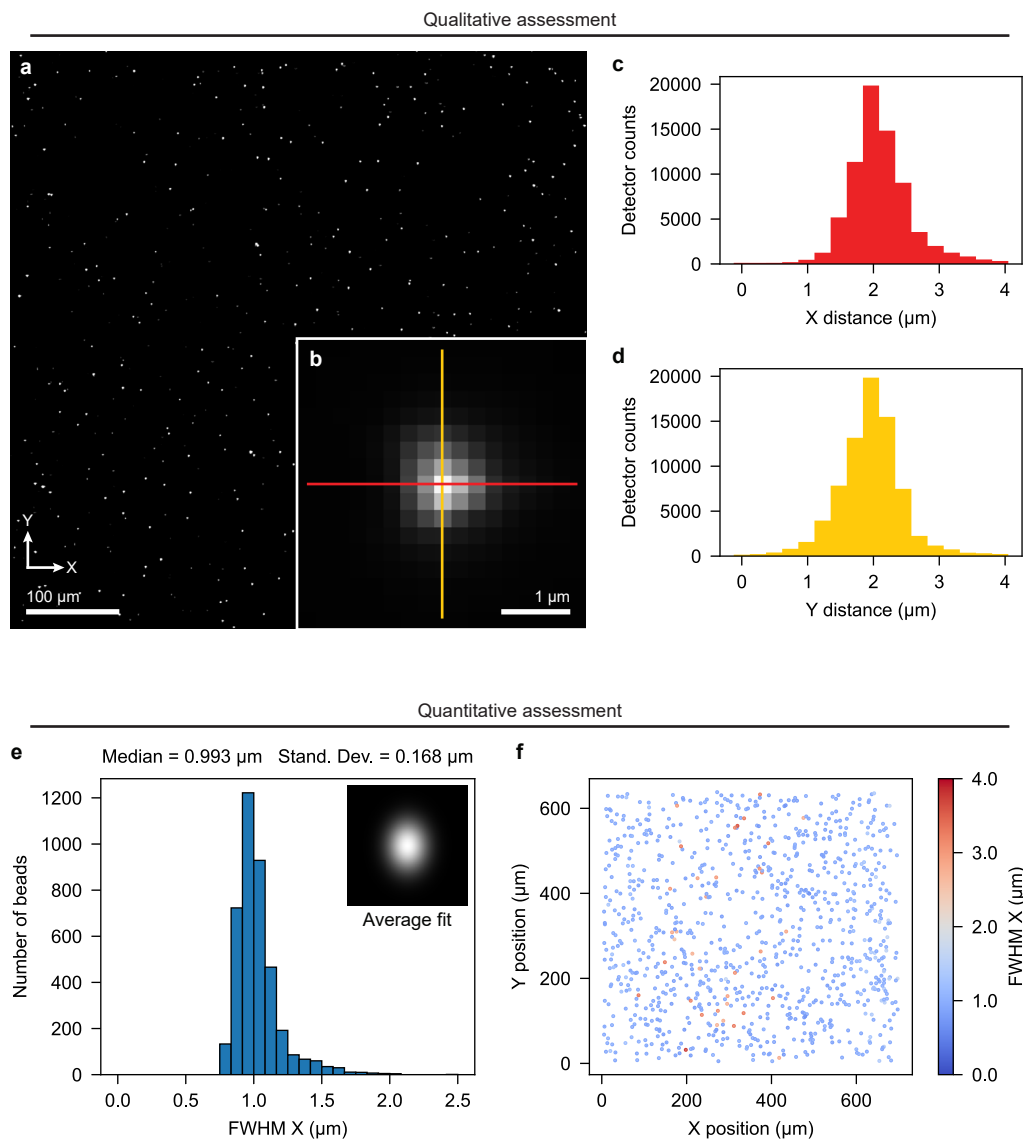 Qualitative assessment
a
Y
X
100 µm
b
1 µm
c
20000
15000
10000
5000
0
Detector counts
0 1 2 3 4
X distance (µm)
d
20000
15000
10000
5000
0
Detector counts
0 1 2 3 4
Y distance (µm)
Quantitative assessment
e
Median = 0.993 µm Stand. Dev. = 0.168 µm
1200
1000
800
600
400
200
0
Number of beads
Average fit
0.0 0.5 1.0 1.5 2.0 2.5
FWHM X (µm)
f
600
400
200
0
Y position (µm)
0 200 400 600
X position (µm)
4.0
3.0
2.0
1.0
0.0
FWHM X (µm)